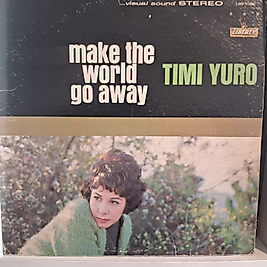 ...visual sound STEREO
LIBERTY
make the
world
go away
TIMI YURO